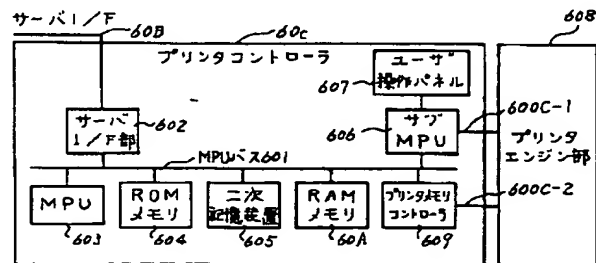 サーバI/F
60B
60C
608
プリンタコントローラ
ユーザ
操作パネル
607
サーバ
I/F部
602
サブ
MPU
606
600C-1
プリンタ
エンジン部
MPUバス601
600C-2
MPU
603
ROM
メモリ
604
二次
記憶装置
605
RAM
メモリ
60A
プリンタメモリ
コントローラ
609